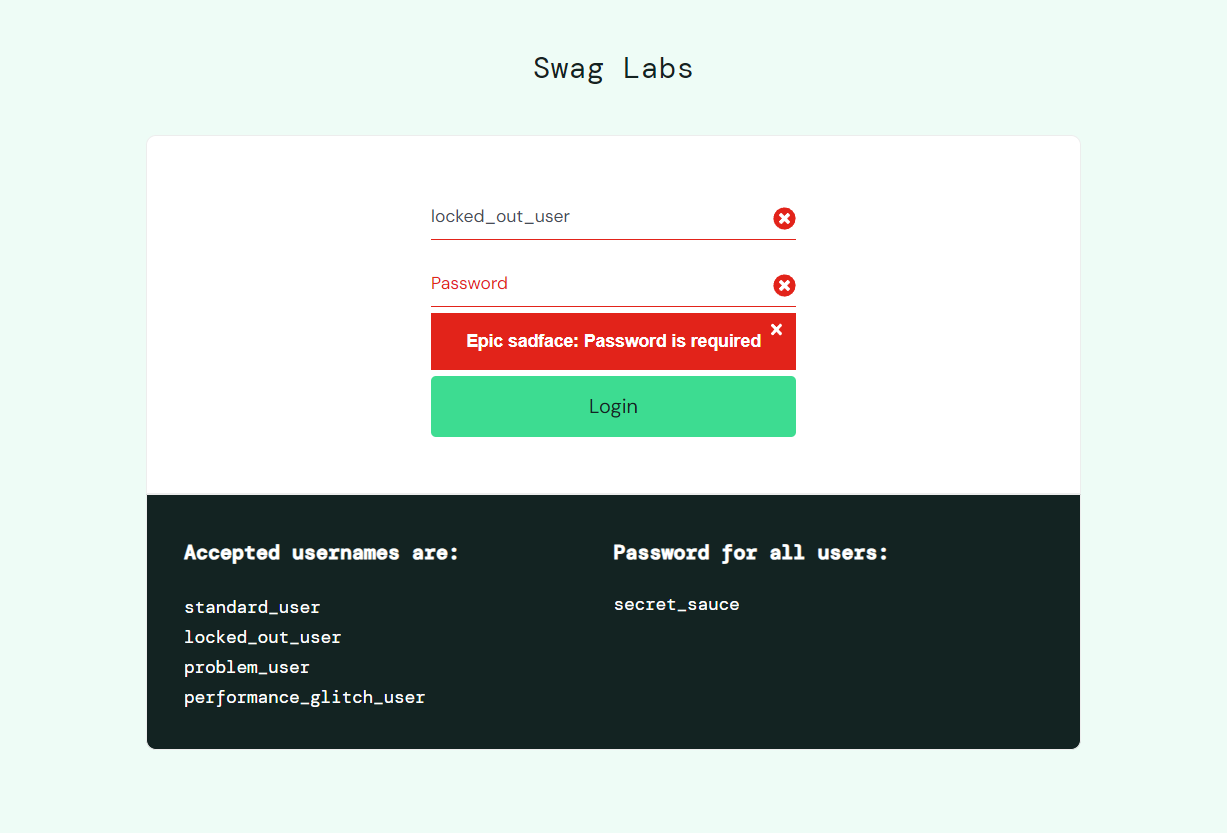 Swag Labs
locked_out_user
Password
Epic sadface: Password is required
Login
Accepted usernames are:
standard_user
locked_out_user
problem_user
performance_glitch_user
Password for all users:
secret_sauce